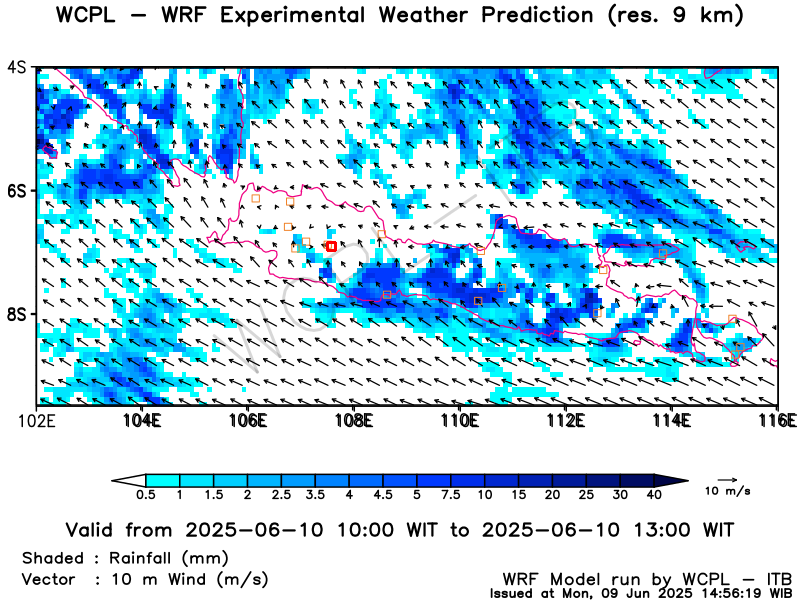 WCPL – WRF Experimental Weather Prediction (res. 9 km)
4S
6S
8S
102E 104E 106E 108E 110E 112E 114E 116E
WCPL
0.5 1 1.5 2 2.5 3.5 4 4.5 5 7.5 10 15 20 25 30 40
10 m/s
Valid from 2025–06–10 10:00 WIT to 2025–06–10 13:00 WIT
Shaded : Rainfall (mm)
Vector : 10 m Wind (m/s)
WRF Model run by WCPL – ITB
Issued at Mon, 09 Jun 2025 14:56:19 WIB